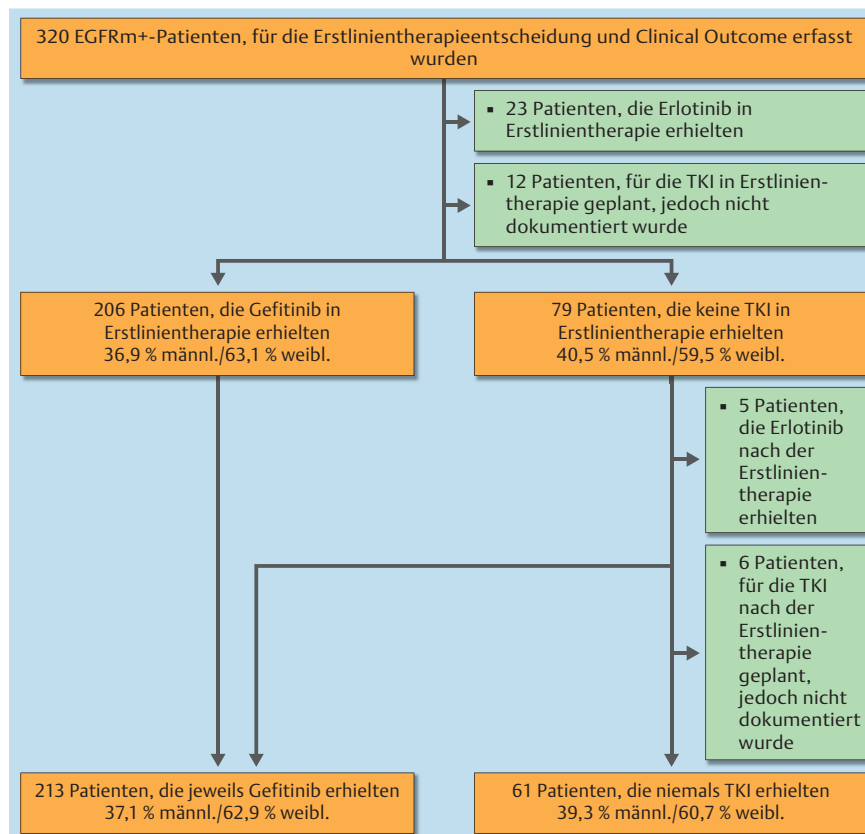 320 EGFRm+-Patienten, für die Erstlinientherapieentscheidung und Clinical Outcome erfasst
wurden
▪ 23 Patienten, die Erlotinib in
Erstlinientherapie erhielten
▪ 12 Patienten, für die TKI in Erstlinien-
therapie geplant, jedoch nicht
dokumentiert wurde
206 Patienten, die Gefitinib in
Erstlinientherapie erhielten
36,9 % männl./63,1 % weibl.
79 Patienten, die keine TKI in
Erstlinientherapie erhielten
40,5 % männl./59,5 % weibl.
▪ 5 Patienten,
die Erlotinib
nach der
Erstlinien-
therapie
erhielten
▪ 6 Patienten,
für die TKI
nach der
Erstlinien-
therapie
geplant,
jedoch nicht
dokumentiert
wurde
213 Patienten, die jeweils Gefitinib erhielten
37,1 % männl./62,9 % weibl.
61 Patienten, die niemals TKI erhielten
39,3 % männl./60,7 % weibl.